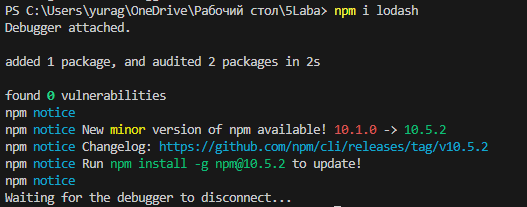 PS C:\Users\yurag\OneDrive\Рабочий стол\5Laba> npm i lodash
Debugger attached.
added 1 package, and audited 2 packages in 2s
found 0 vulnerabilities
npm notice
npm notice New minor version of npm available! 10.1.0 -> 10.5.2
npm notice Changelog: https://github.com/npm/cli/releases/tag/v10.5.2
npm notice Run npm install -g npm@10.5.2 to update!
npm notice
Waiting for the debugger to disconnect...